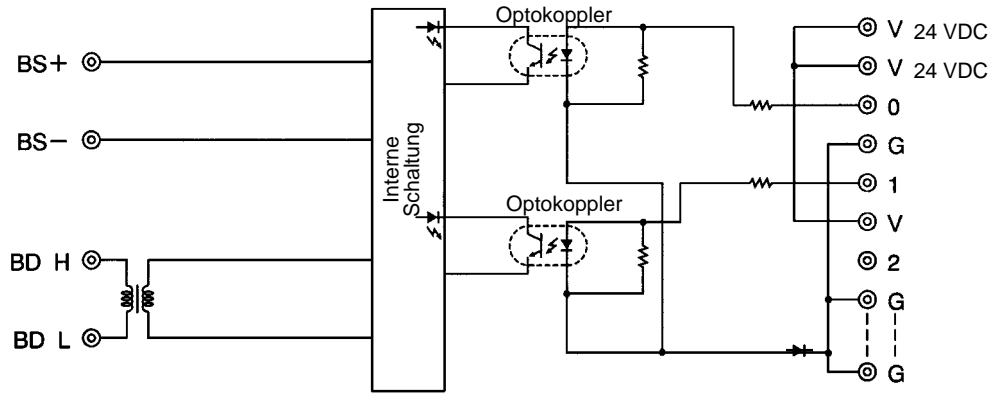 Optokoppler
V 24 VDC
BS+
V 24 VDC
0
BS−
G
Interne
Schaltung
1
Optokoppler
V
BD H
2
G
BD L
G